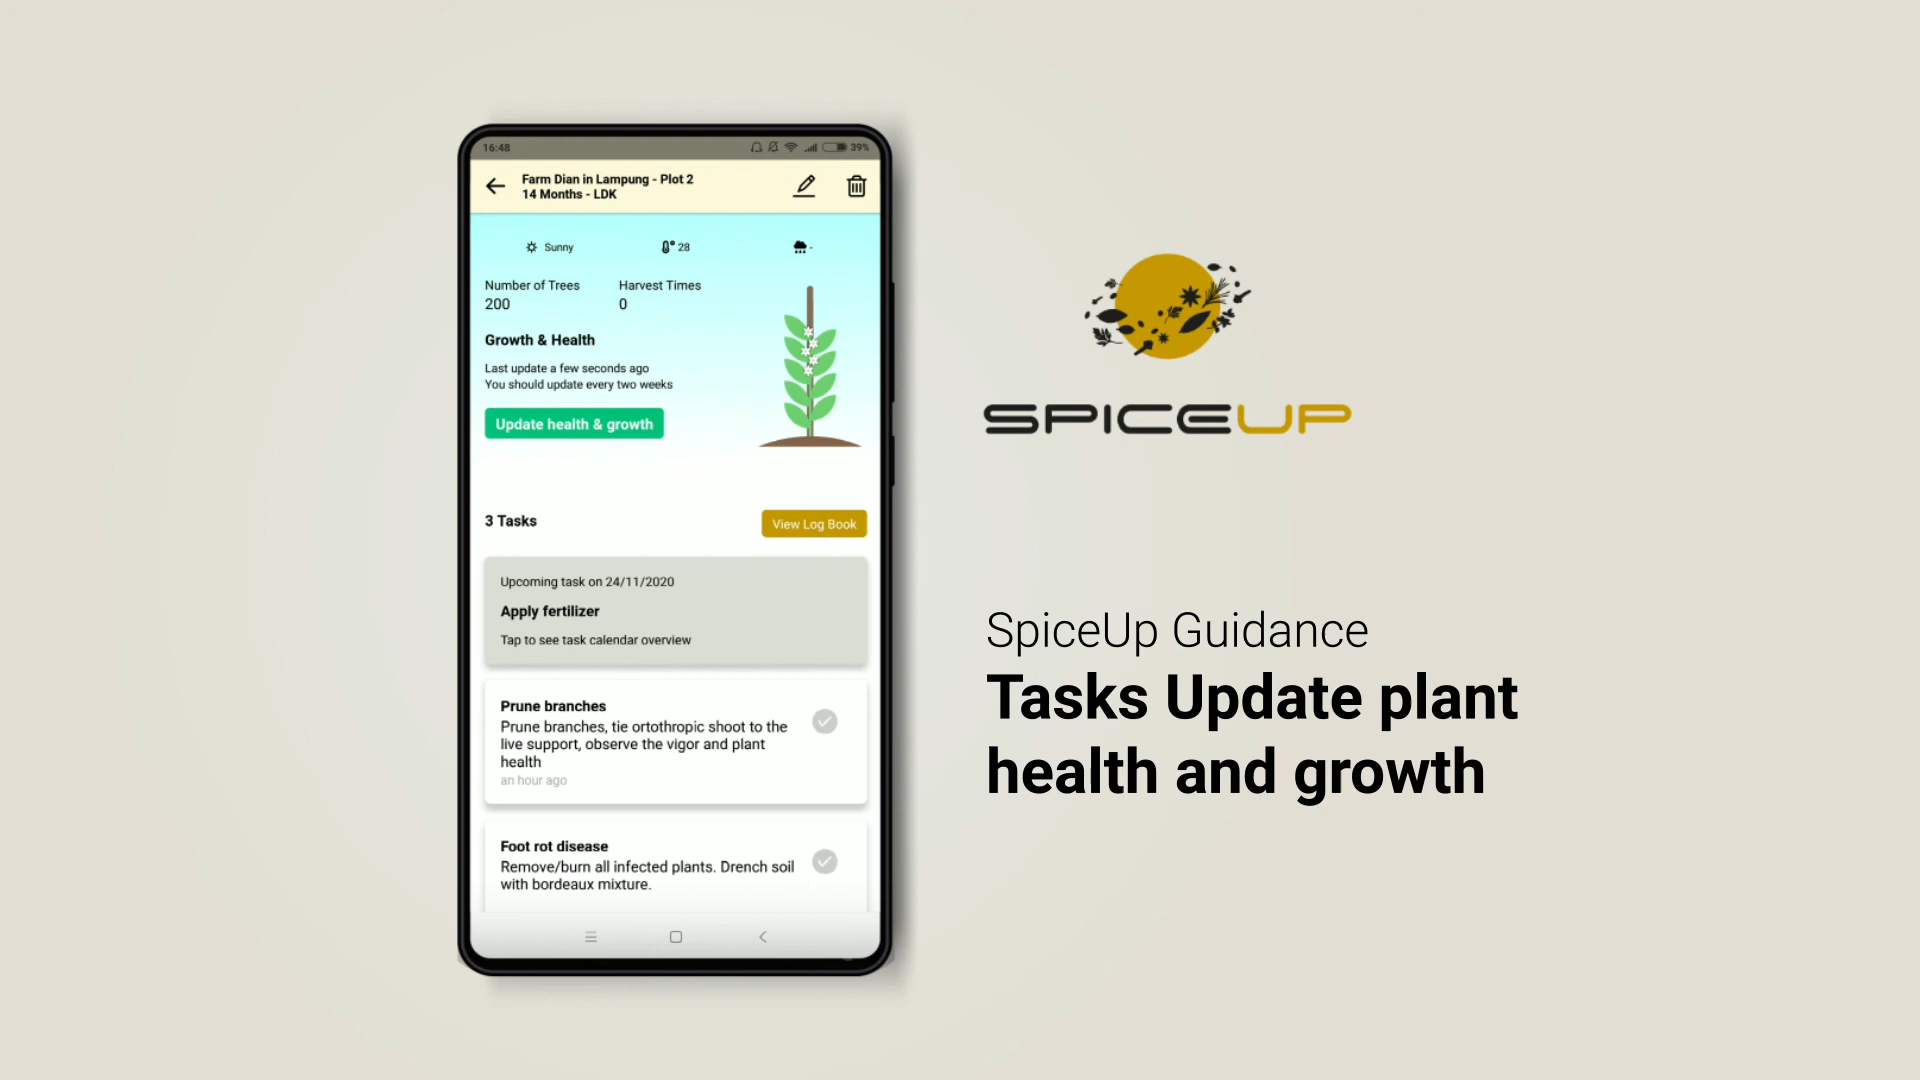 16:48
39%
Farm Dian in Lampung - Plot 2
14 Months - LDK
Sunny
° 28
-
Number of Trees
Harvest Times
200
0
Growth & Health
Last update a few seconds ago
You should update every two weeks
Update health & growth
3 Tasks
View Log Book
Upcoming task on 24/11/2020
Apply fertilizer
Tap to see task calendar overview
Prune branches
Prune branches, tie ortothropic shoot to the
live support, observe the vigor and plant
health
an hour ago
Foot rot disease
Remove/burn all infected plants. Drench soil
with bordeaux mixture.
SPICEUP
SpiceUp Guidance
Tasks Update plant
health and growth